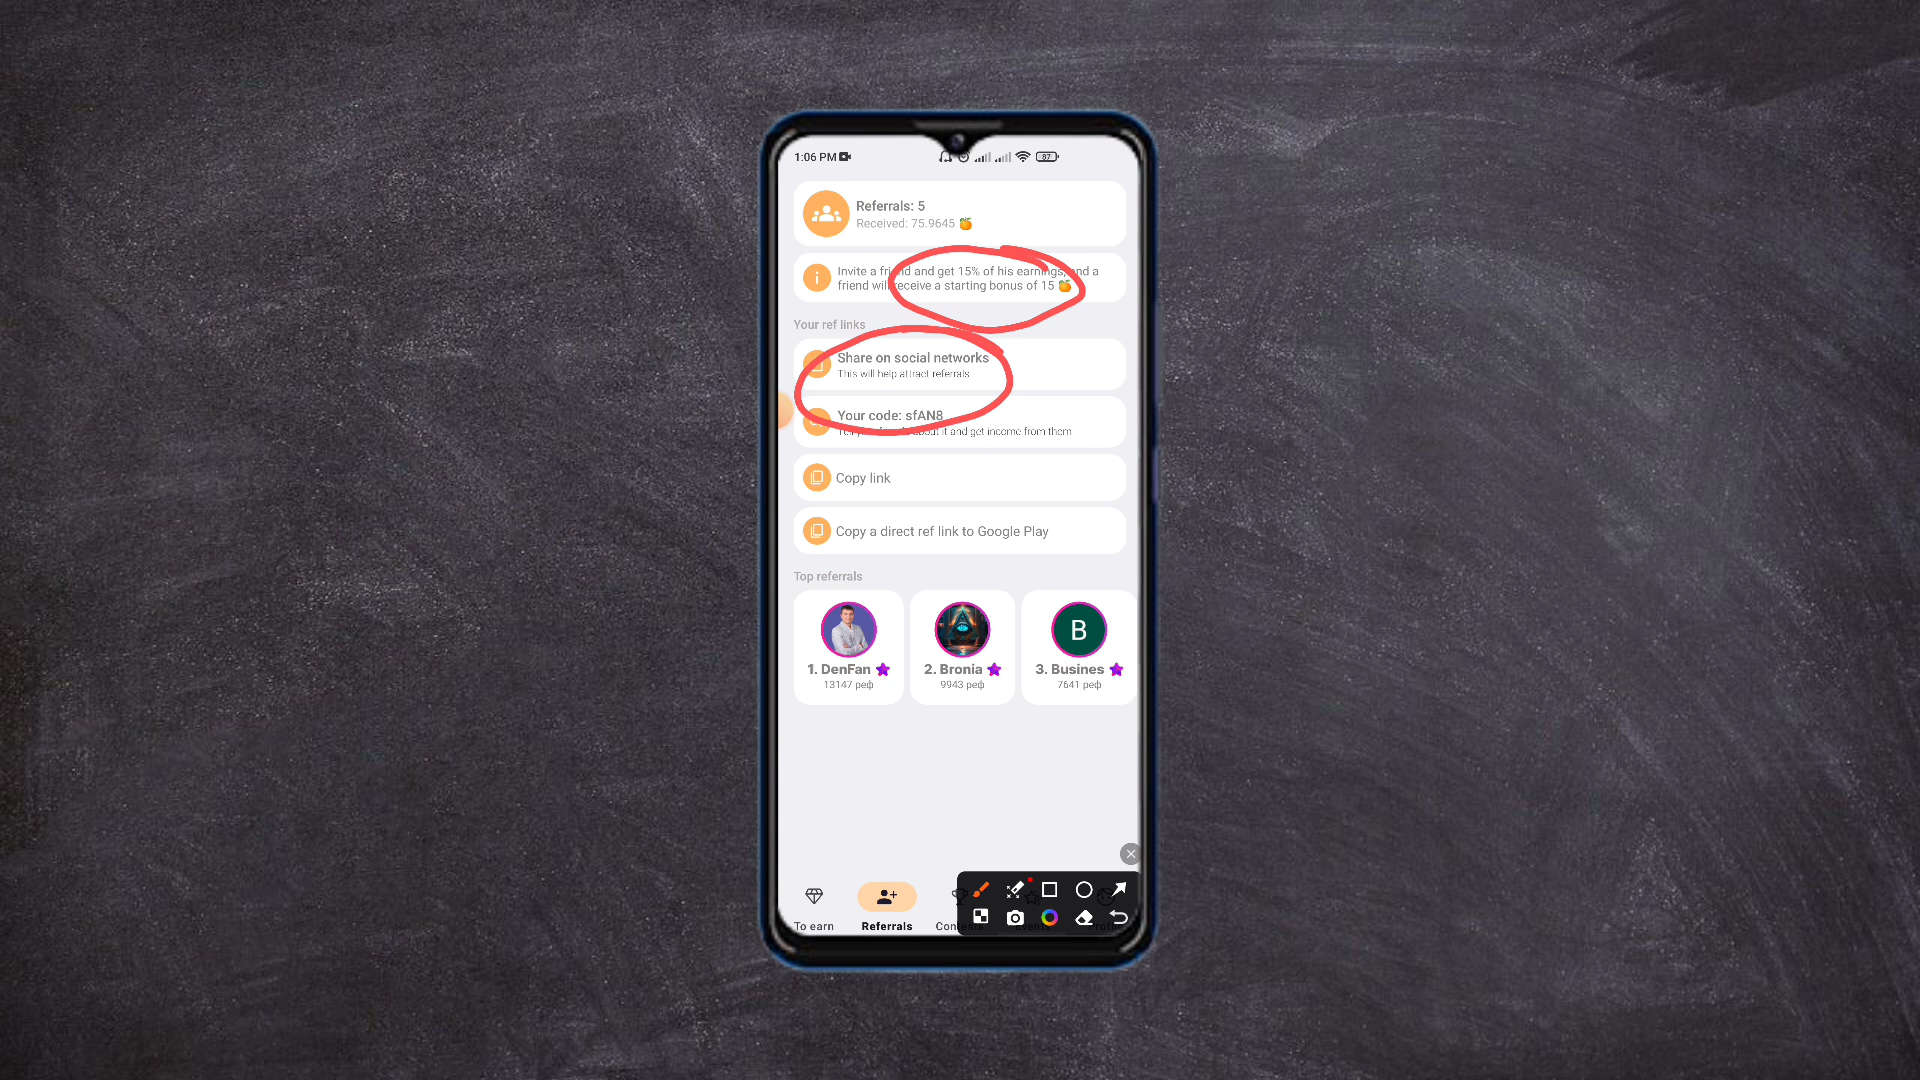 1:06 PM
87
Referrals: 5
Received: 75.9645
Invite a friend and get 15% of his earnings, and a
friend will receive a starting bonus of 15
Your ref links
Share on social networks
This will help attract referrals
Your code: sfAN8
about it and get income from them
Copy link
Copy a direct ref link to Google Play
Top referrals
1. DenFan
13147 реф
2. Bronia
9943 реф
B
3. Busines
7641 реф
To earn
Referrals